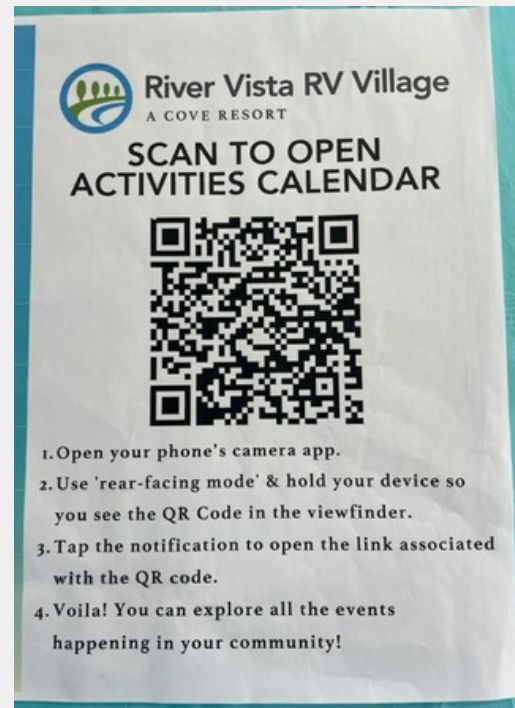 River Vista RV Village
A COVE RESORT
SCAN TO OPEN
ACTIVITIES CALENDAR
1. Open your phone's camera app.
2. Use 'rear-facing mode' & hold your device so
you see the QR Code in the viewfinder.
3. Tap the notification to open the link associated
with the QR code.
4. Voila! You can explore all the events
happening in your community!